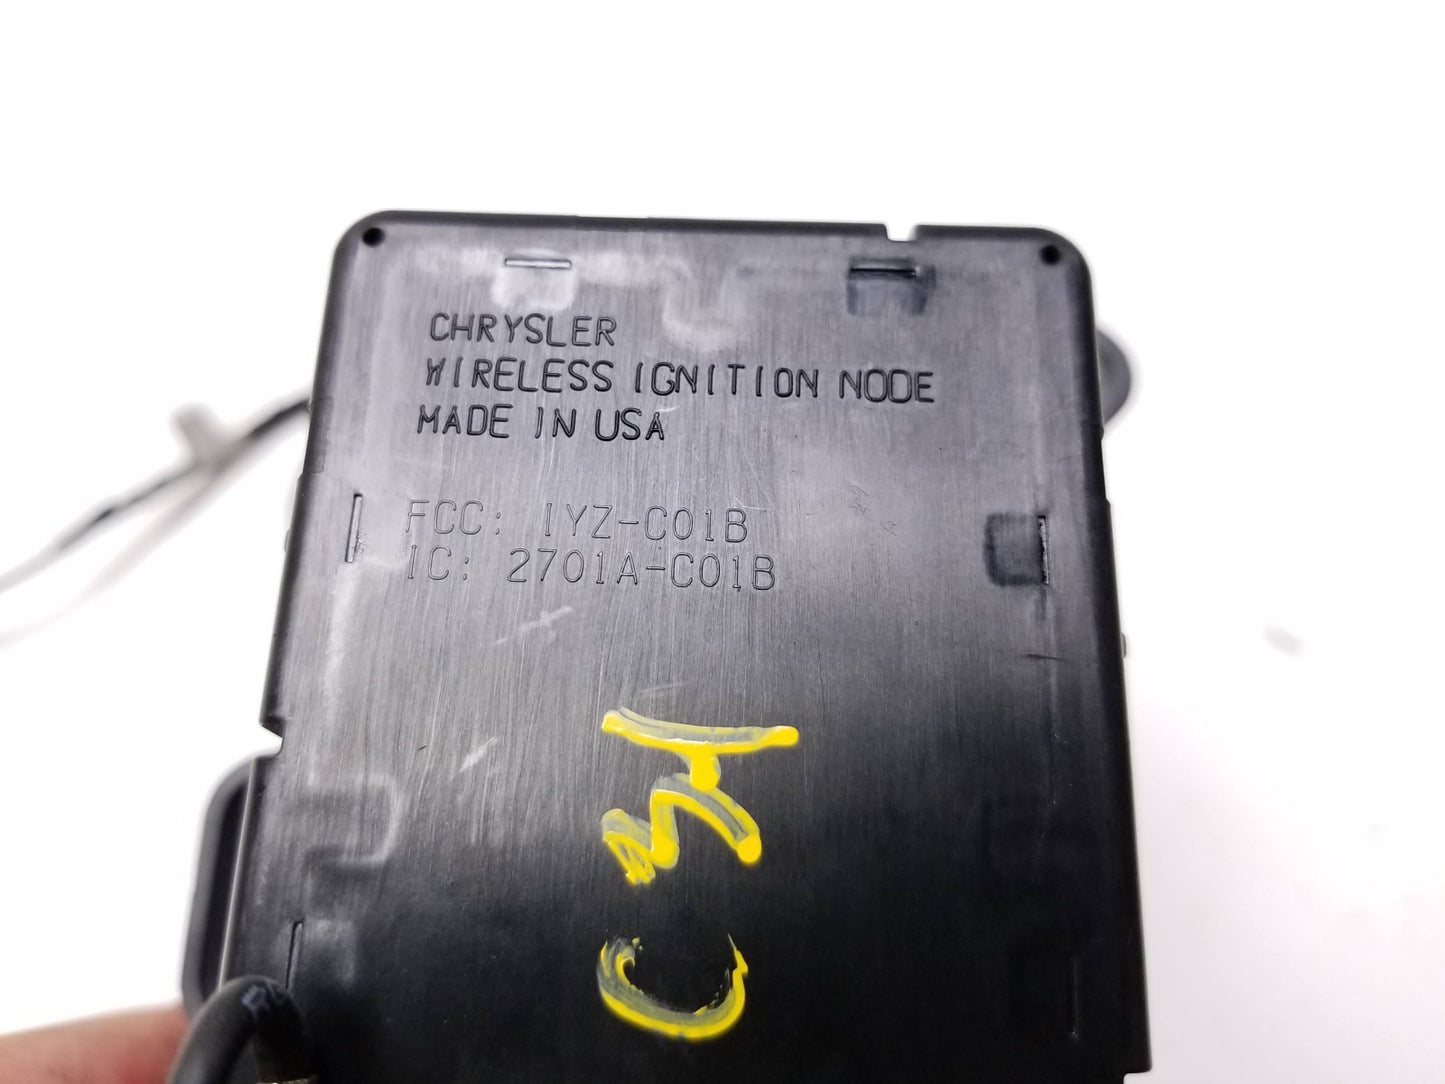 CHRYSLER
WIRELESS IGNITION NODE
MADE IN USA
FCC: IYZ-C01B
IC: 2701A-C01B